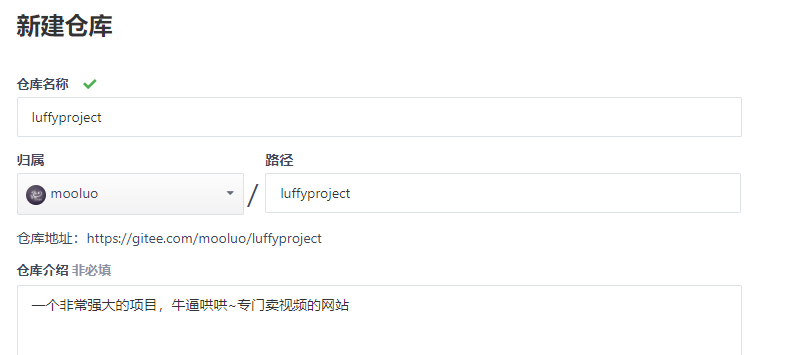 新建仓库
仓库名称
luffyproject
归属 路径
mooluo / luffyproject
仓库地址：https://gitee.com/mooluo/luffyproject
仓库介绍 非必填
一个非常强大的项目，牛逼哄哄~专门卖视频的网站